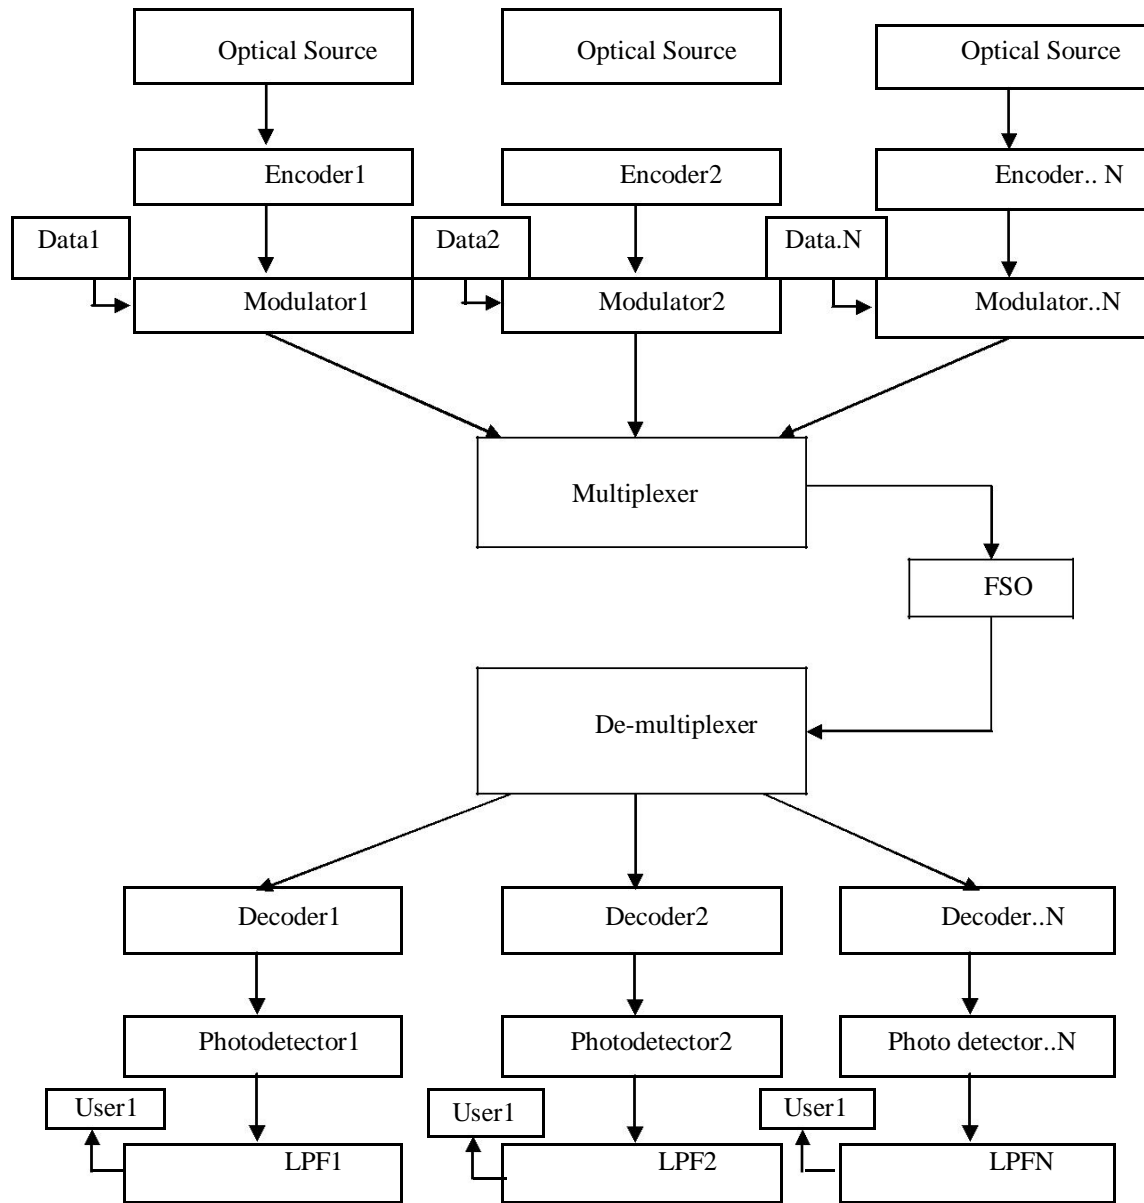 Optical Source
Optical Source
Optical Source
Encoder1
Encoder2
Encoder.. N
Data1
Data2
Data.N
Modulator1
Modulator2
Modulator..N
Multiplexer
FSO
De-multiplexer
Decoder1
Decoder2
Decoder..N
Photodetector1
Photodetector2
Photo detector..N
User1
User1
User1
LPF1
LPF2
LPFN